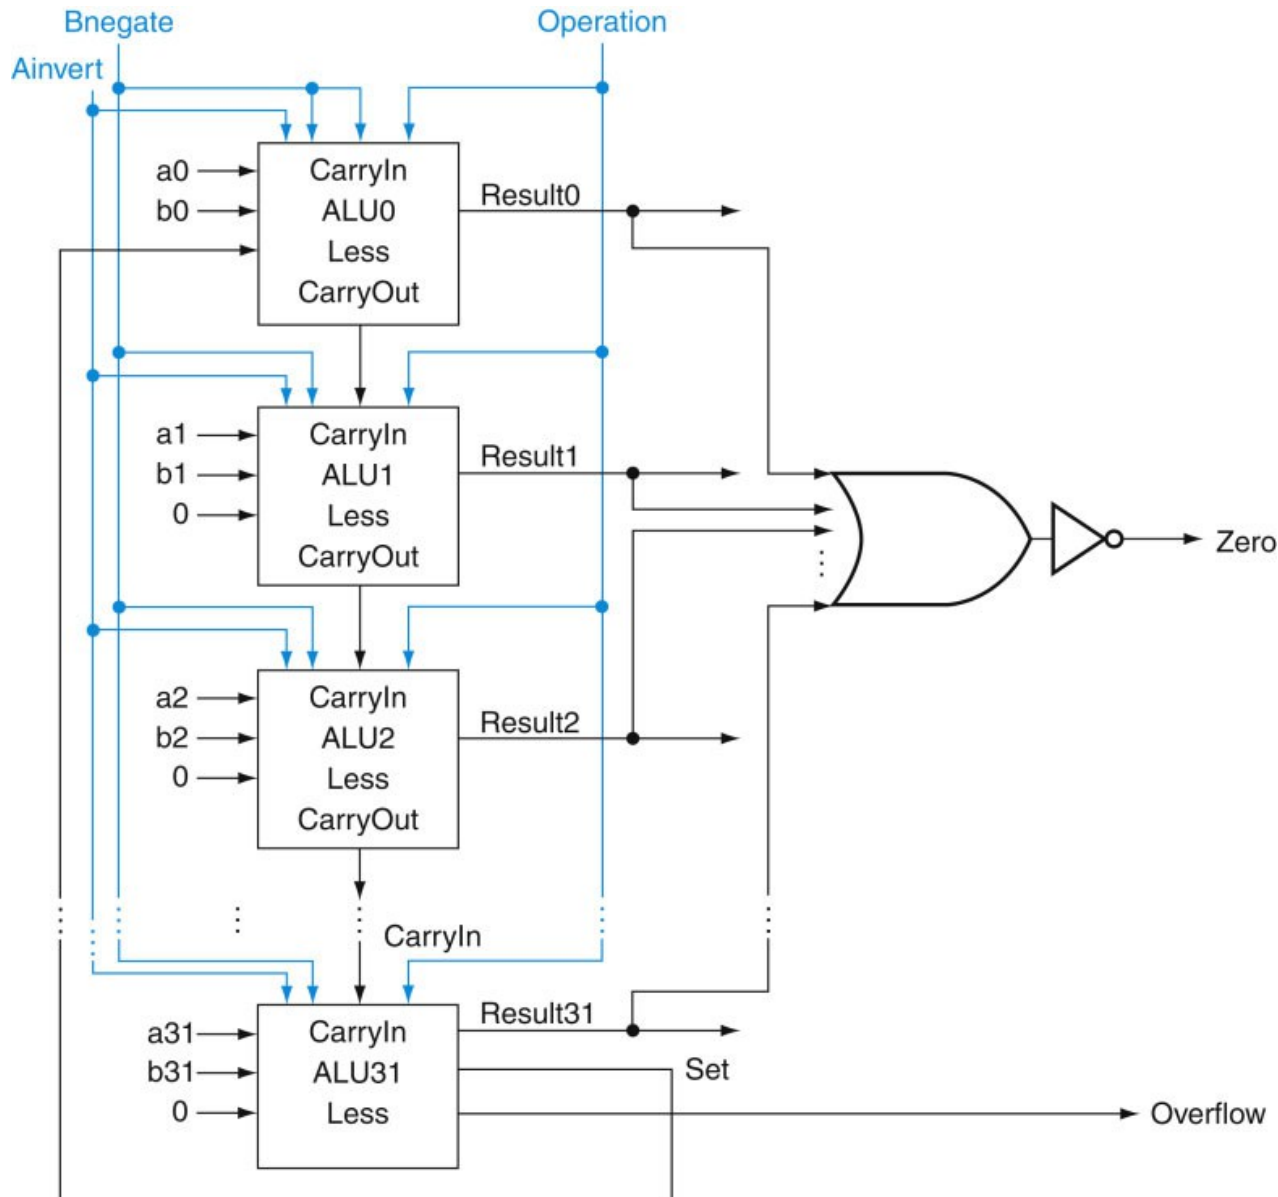 Bnegate
Operation
Ainvert
a0
CarryIn
b0
ALU0
Result0
Less
CarryOut
a1
CarryIn
b1
ALU1
Result1
0
Less
CarryOut
Zero
a2
CarryIn
b2
ALU2
Result2
0
Less
CarryOut
CarryIn
a31
CarryIn
Result31
b31
ALU31
Set
0
Less
Overflow